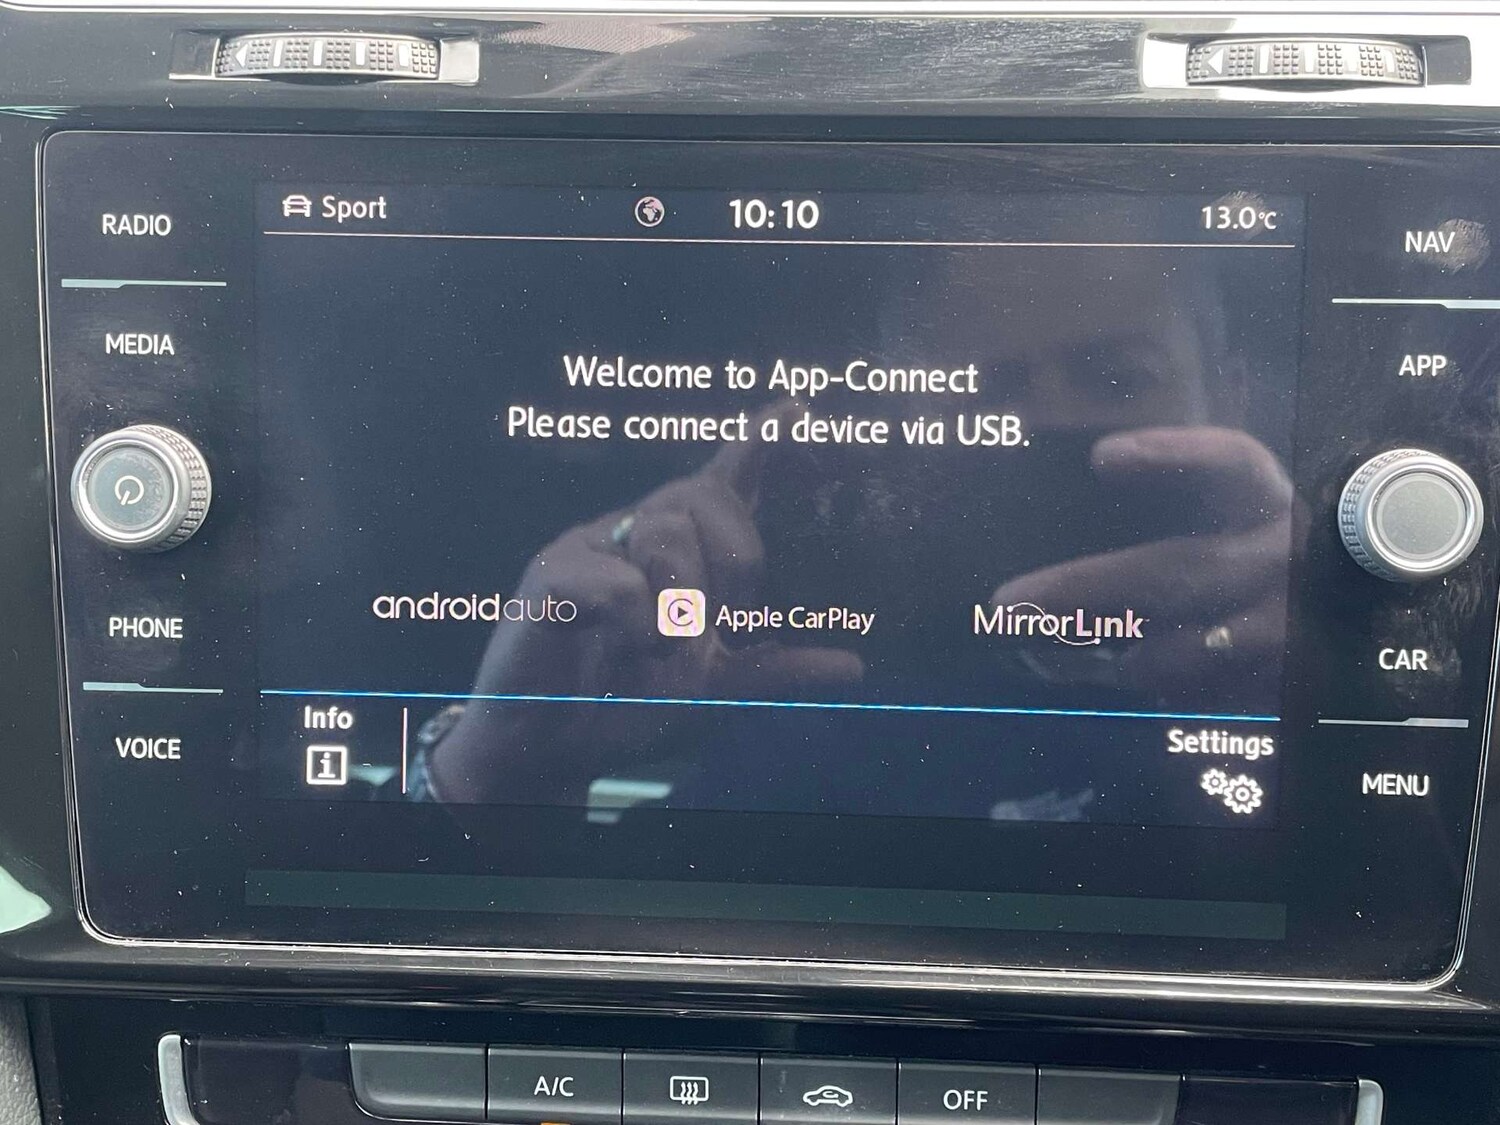 Sport
10:10
13.0°C
RADIO
MEDIA
PHONE
VOICE
Welcome to App-Connect
Please connect a device via USB.
androidauto
Apple CarPlay
MirrorLink
Info
i
Settings
NAV
APP
CAR
MENU
A/C
OFF